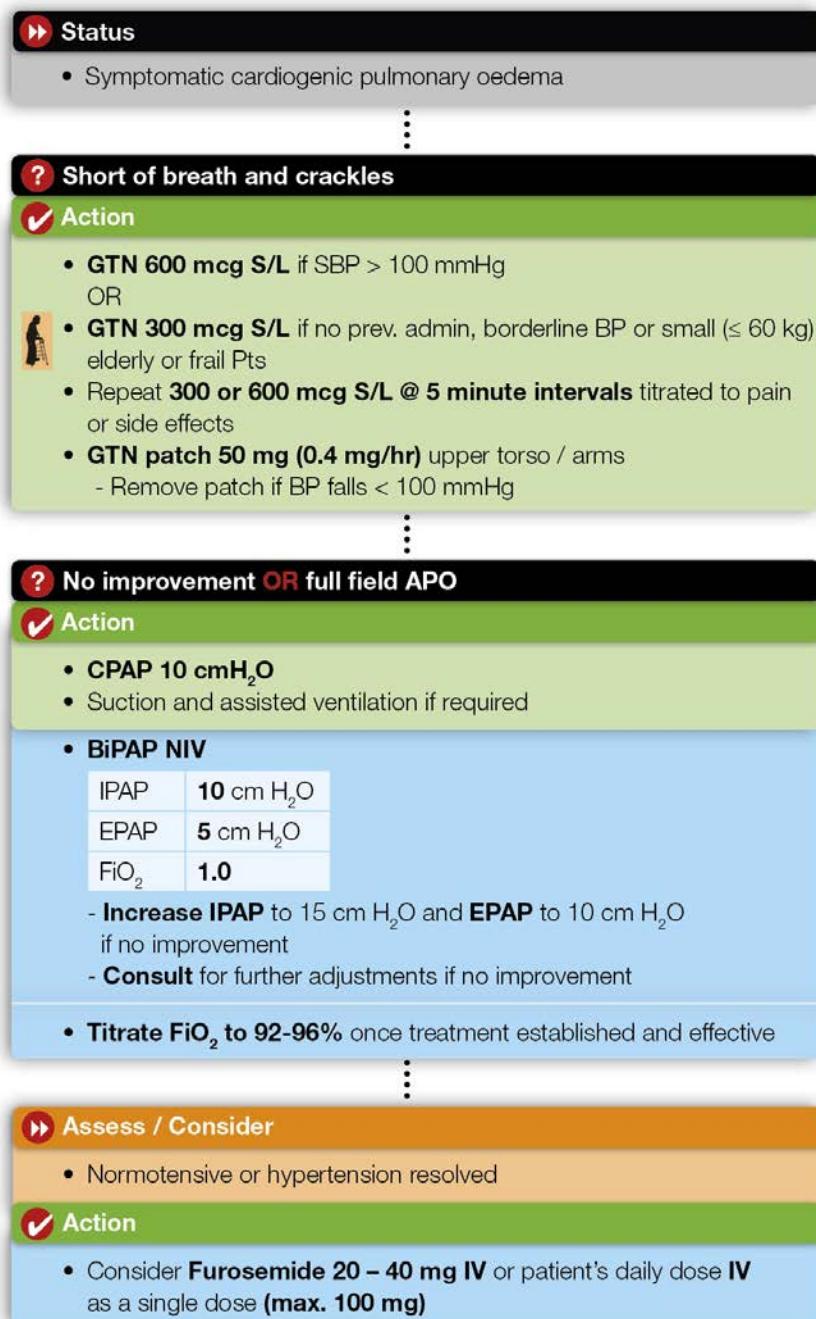 Status
• Symptomatic cardiogenic pulmonary oedema
? Short of breath and crackles
Action
• GTN 600 mcg S/L if SBP > 100 mmHg
OR
• GTN 300 mcg S/L if no prev. admin, borderline BP or small (≤ 60 kg)
elderly or frail Pts
• Repeat 300 or 600 mcg S/L @ 5 minute intervals titrated to pain
or side effects
• GTN patch 50 mg (0.4 mg/hr) upper torso / arms
- Remove patch if BP falls < 100 mmHg
? No improvement OR full field APO
Action
• CPAP 10 cmH₂O
• Suction and assisted ventilation if required
• BiPAP NIV
IPAP 10 cm H₂O
EPAP 5 cm H₂O
FiO₂ 1.0
- Increase IPAP to 15 cm H₂O and EPAP to 10 cm H₂O
if no improvement
- Consult for further adjustments if no improvement
• Titrate FiO₂ to 92-96% once treatment established and effective
Assess / Consider
• Normotensive or hypertension resolved
Action
• Consider Furosemide 20 – 40 mg IV or patient's daily dose IV
as a single dose (max. 100 mg)